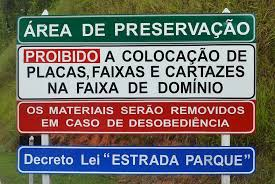 ÁREA DE PRESERVAÇÃO
PROIBIDO A COLOCAÇÃO DE
PLACAS, FAIXAS E CARTAZES
NA FAIXA DE DOMÍNIO
OS MATERIAIS SERÃO REMOVIDOS
EM CASO DE DESOBEDIÊNCIA
Decreto Lei "ESTRADA PARQUE"